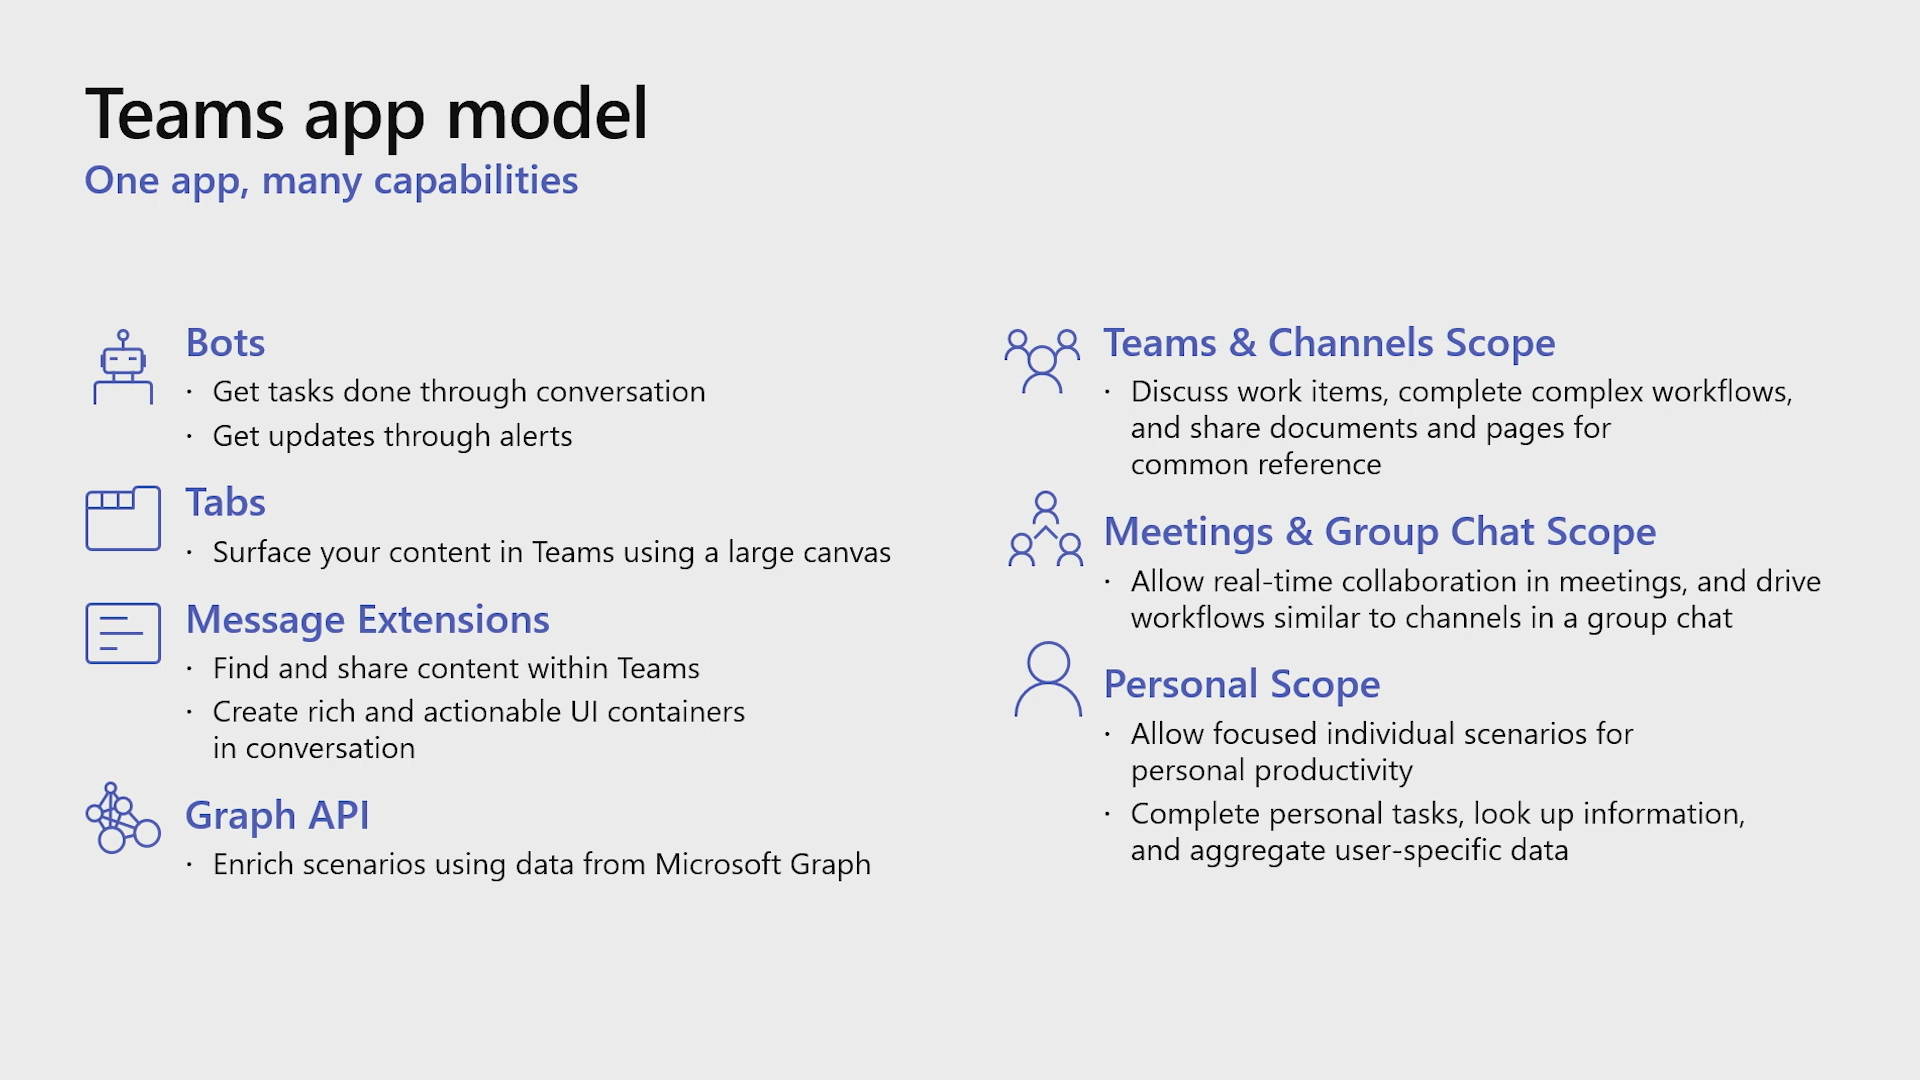 Teams app model
One app, many capabilities
Bots
· Get tasks done through conversation
· Get updates through alerts
Tabs
· Surface your content in Teams using a large canvas
Message Extensions
· Find and share content within Teams
· Create rich and actionable UI containers
in conversation
Graph API
· Enrich scenarios using data from Microsoft Graph
Teams & Channels Scope
· Discuss work items, complete complex workflows,
and share documents and pages for
common reference
Meetings & Group Chat Scope
· Allow real-time collaboration in meetings, and drive
workflows similar to channels in a group chat
Personal Scope
· Allow focused individual scenarios for
personal productivity
· Complete personal tasks, look up information,
and aggregate user-specific data